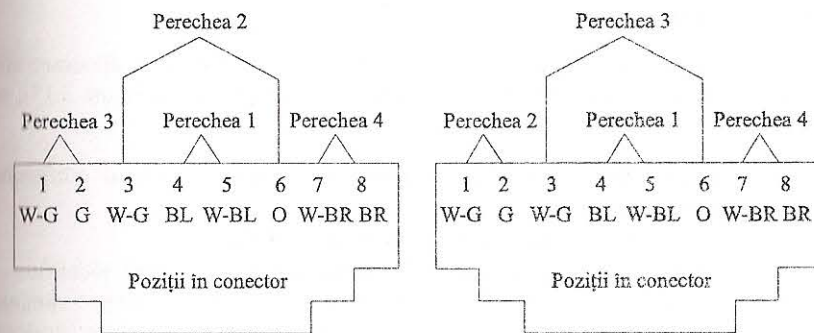 Perechea 2
Perechea 3 Perechea 1 Perechea 4
1 2 3 4 5 6 7 8
W-G G W-G BL W-BL O W-BR BR
Poziții în conector
Perechea 3
Perechea 2 Perechea 1 Perechea 4
1 2 3 4 5 6 7 8
W-G G W-G BL W-BL O W-BR BR
Poziții în conector